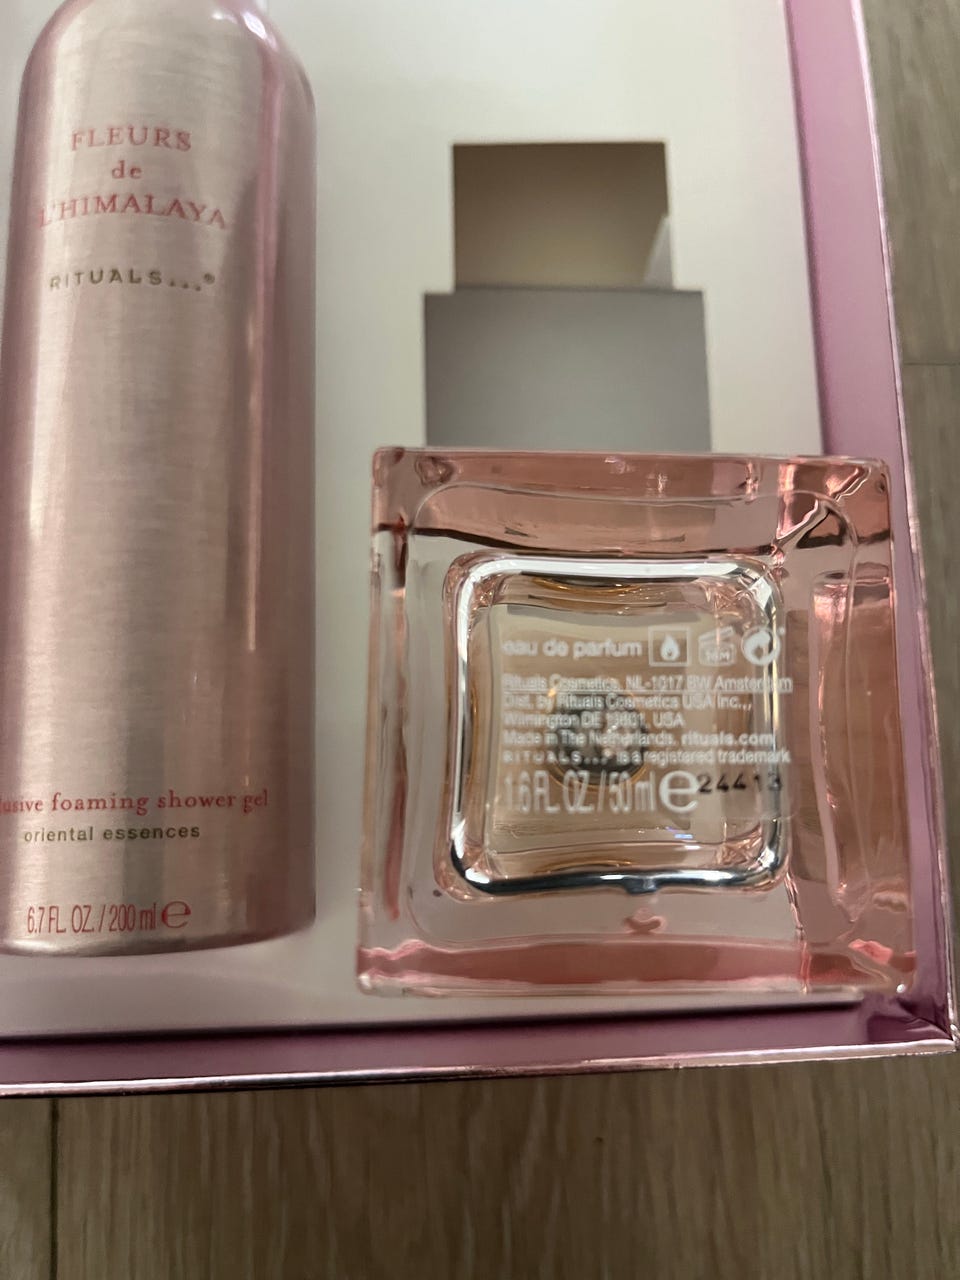 FLEURS
de
L'HIMALAYA
RITUALS...®
foaming shower gel
oriental essences
6.7 FL. OZ. / 200 ml ℮
eau de parfum
Rituals Cosmetics, NL-1017 BW Amsterdam
Dist. by Rituals Cosmetics USA Inc.,
Wilmington DE 19801, USA
Made in The Netherlands. rituals.com
RITUALS...® is a registered trademark
1.6 FL. OZ / 50 ml ℮ 24413